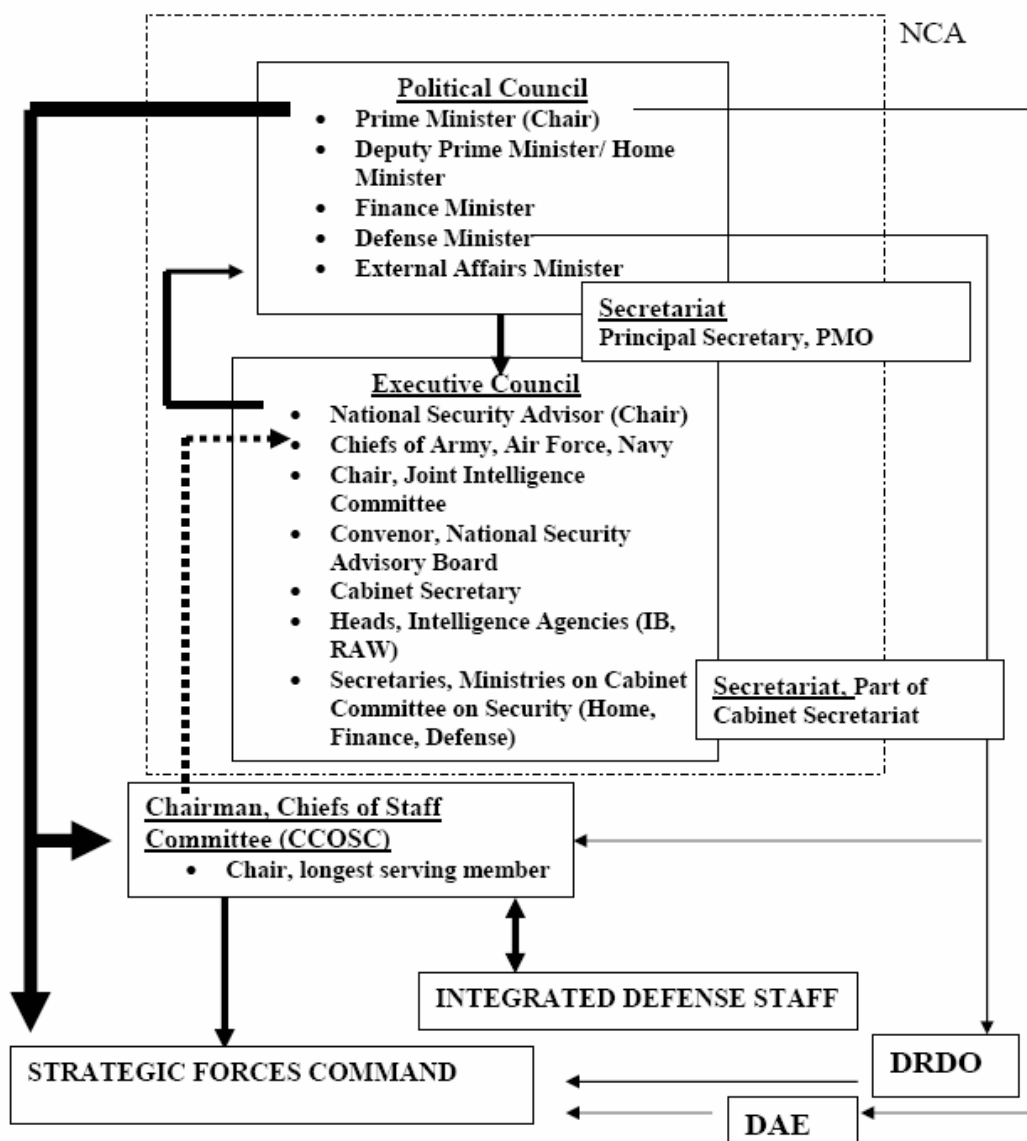 NCA
Political Council
• Prime Minister (Chair)
• Deputy Prime Minister/ Home
Minister
• Finance Minister
• Defense Minister
• External Affairs Minister
Secretariat
Principal Secretary, PMO
Executive Council
• National Security Advisor (Chair)
• Chiefs of Army, Air Force, Navy
• Chair, Joint Intelligence
Committee
• Convenor, National Security
Advisory Board
• Cabinet Secretary
• Heads, Intelligence Agencies (IB,
RAW)
• Secretaries, Ministries on Cabinet
Committee on Security (Home,
Finance, Defense)
Secretariat, Part of
Cabinet Secretariat
Chairman, Chiefs of Staff
Committee (CCOSC)
• Chair, longest serving member
INTEGRATED DEFENSE STAFF
STRATEGIC FORCES COMMAND
DRDO
DAE